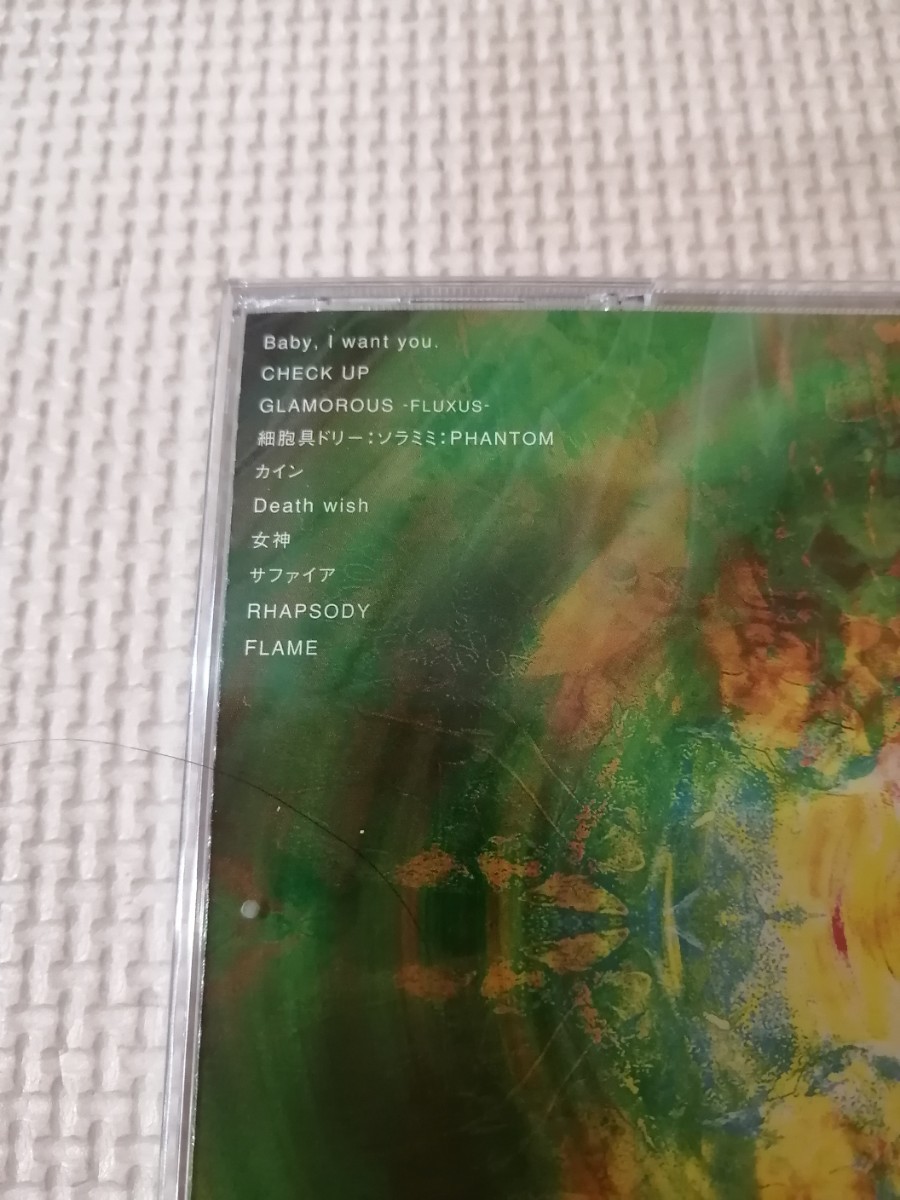 Baby, I want you.
CHECK UP
GLAMOROUS -FLUXUS-
細胞具ドリー:ソラミミ:PHANTOM
カイン
Death wish
女神
サファイア
RHAPSODY
FLAME